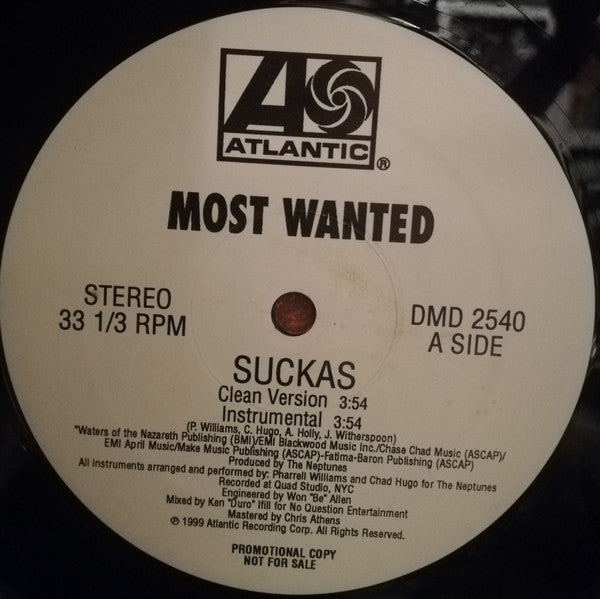 ATLANTIC
®
MOST WANTED
STEREO
33 1/3 RPM
DMD 2540
A SIDE
SUCKAS
Clean Version 3:54
Instrumental 3:54
(P. Williams, C. Hugo, A. Holly, J. Witherspoon)
"Waters of the Nazareth Publishing (BMI)/EMI Blackwood Music Inc./Chase Chad Music (ASCAP)/
EMI April Music/Make Music Publishing (ASCAP)-Fatima-Baron Publishing (ASCAP)
Produced by The Neptunes
All Instruments arranged and performed by: Pharrell Williams and Chad Hugo for The Neptunes
Recorded at Quad Studio, NYC
Engineered by Won "Be" Allen
Mixed by Ken "Duro" Ifill for No Question Entertainment
Mastered by Chris Athens
℗ 1999 Atlantic Recording Corp. All Rights Reserved.
PROMOTIONAL COPY
NOT FOR SALE